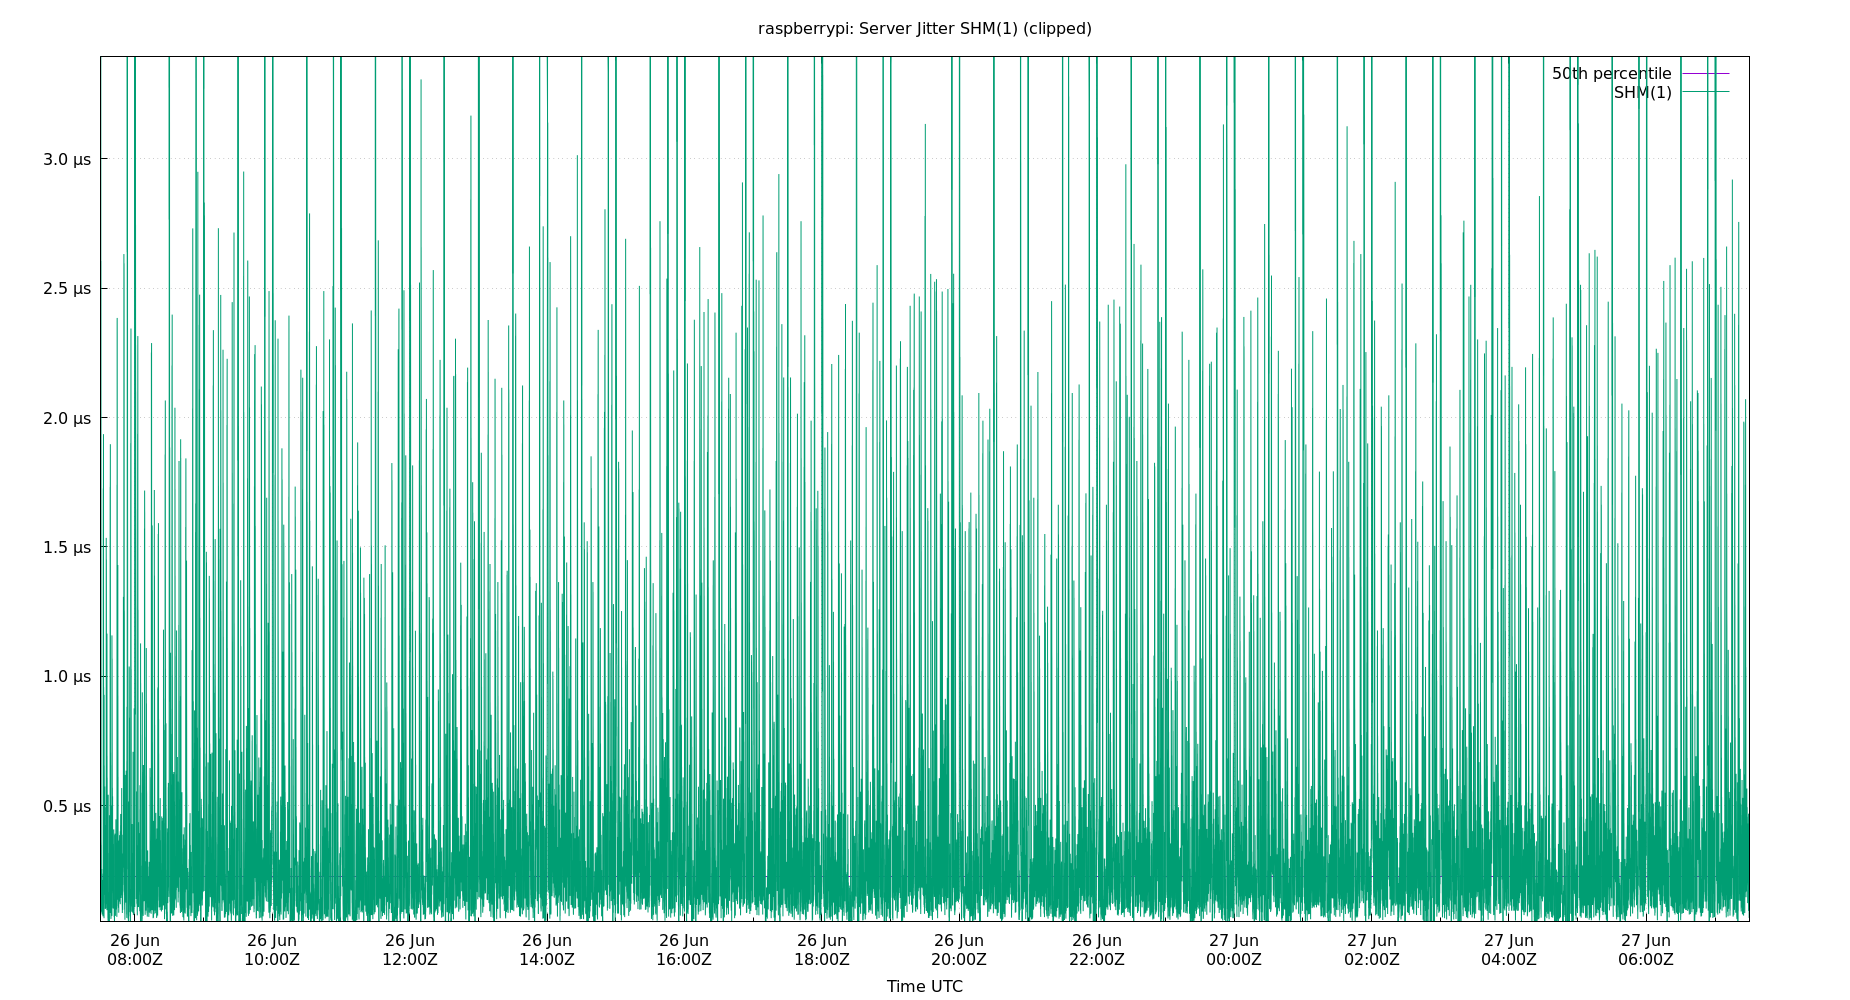 raspberrypi: Server Jitter SHM(1) (clipped)
50th percentile
SHM(1)
3.0 µs
2.5 µs
2.0 µs
1.5 µs
1.0 µs
0.5 µs
26 Jun 26 Jun 26 Jun 26 Jun 26 Jun 26 Jun 26 Jun 26 Jun 27 Jun 27 Jun 27 Jun 27 Jun
08:00Z 10:00Z 12:00Z 14:00Z 16:00Z 18:00Z 20:00Z 22:00Z 00:00Z 02:00Z 04:00Z 06:00Z
Time UTC